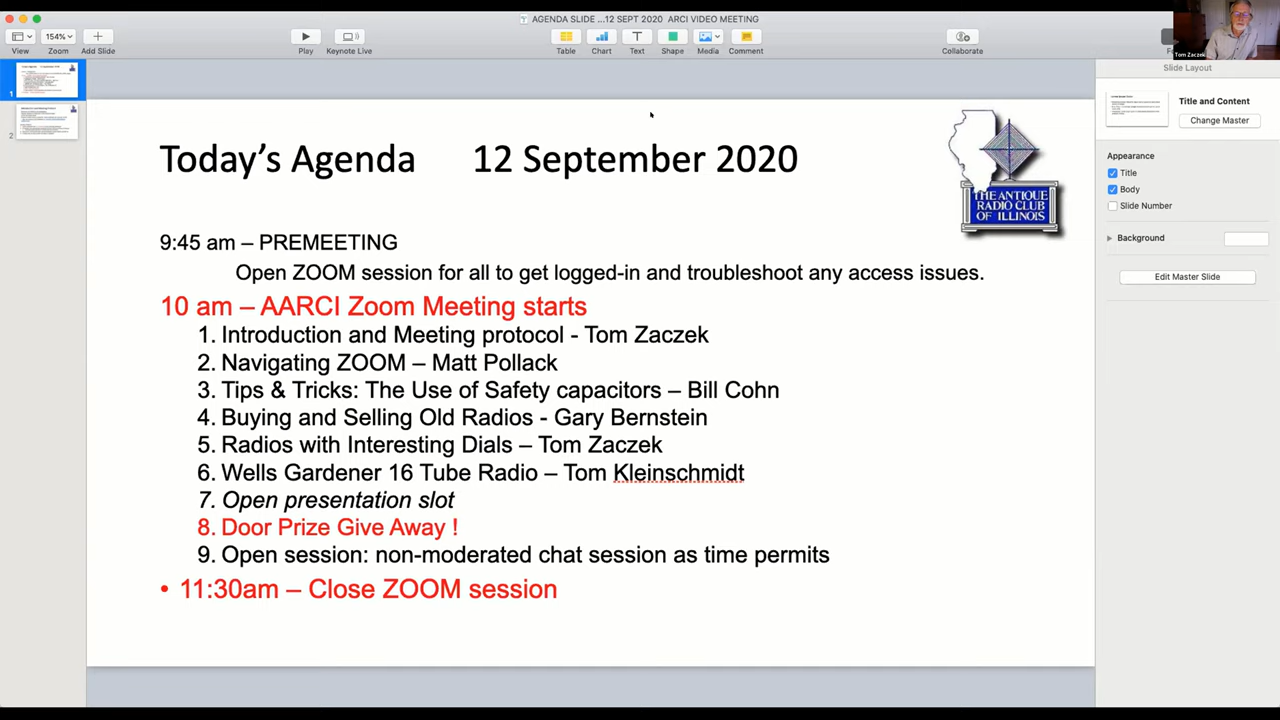 AGENDA SLIDE ...12 SEPT 2020 ARCI VIDEO MEETING
View
154%
Zoom
Add Slide
Play
Keynote Live
Table
Chart
Text
Shape
Media
Comment
Collaborate
Tom Zaczek
Slide Layout
Title and Content
Change Master
Appearance
Title
Body
Slide Number
Background
Edit Master Slide
1
2
Today's Agenda 12 September 2020
THE ANTIQUE
RADIO CLUB
OF ILLINOIS
9:45 am – PREMEETING
Open ZOOM session for all to get logged-in and troubleshoot any access issues.
10 am – AARCI Zoom Meeting starts
1. Introduction and Meeting protocol - Tom Zaczek
2. Navigating ZOOM – Matt Pollack
3. Tips & Tricks: The Use of Safety capacitors – Bill Cohn
4. Buying and Selling Old Radios - Gary Bernstein
5. Radios with Interesting Dials – Tom Zaczek
6. Wells Gardener 16 Tube Radio – Tom Kleinschmidt
7. Open presentation slot
8. Door Prize Give Away !
9. Open session: non-moderated chat session as time permits
• 11:30am – Close ZOOM session